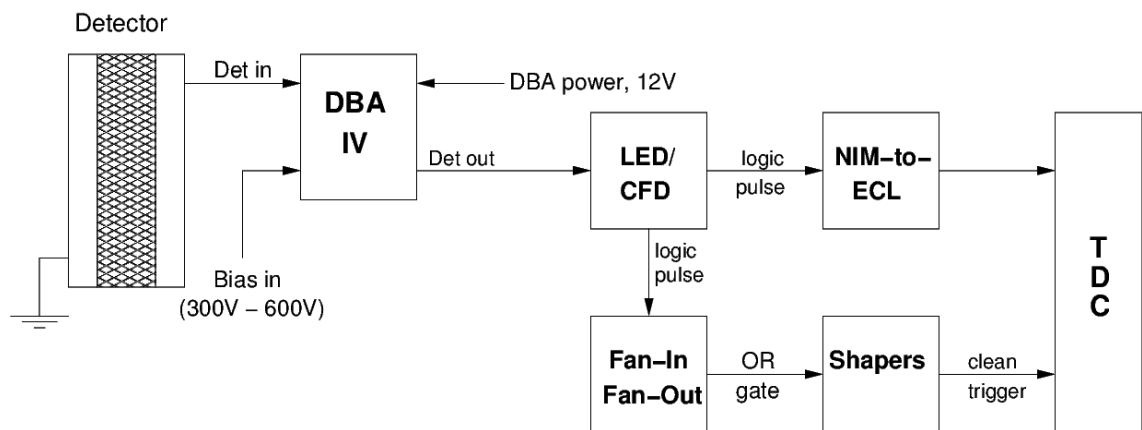 Detector
Det in
DBA
IV
DBA power, 12V
Det out
Bias in
(300V – 600V)
LED/
CFD
logic
pulse
NIM–to–
ECL
logic
pulse
Fan–In
Fan–Out
OR
gate
Shapers
clean
trigger
T
D
C